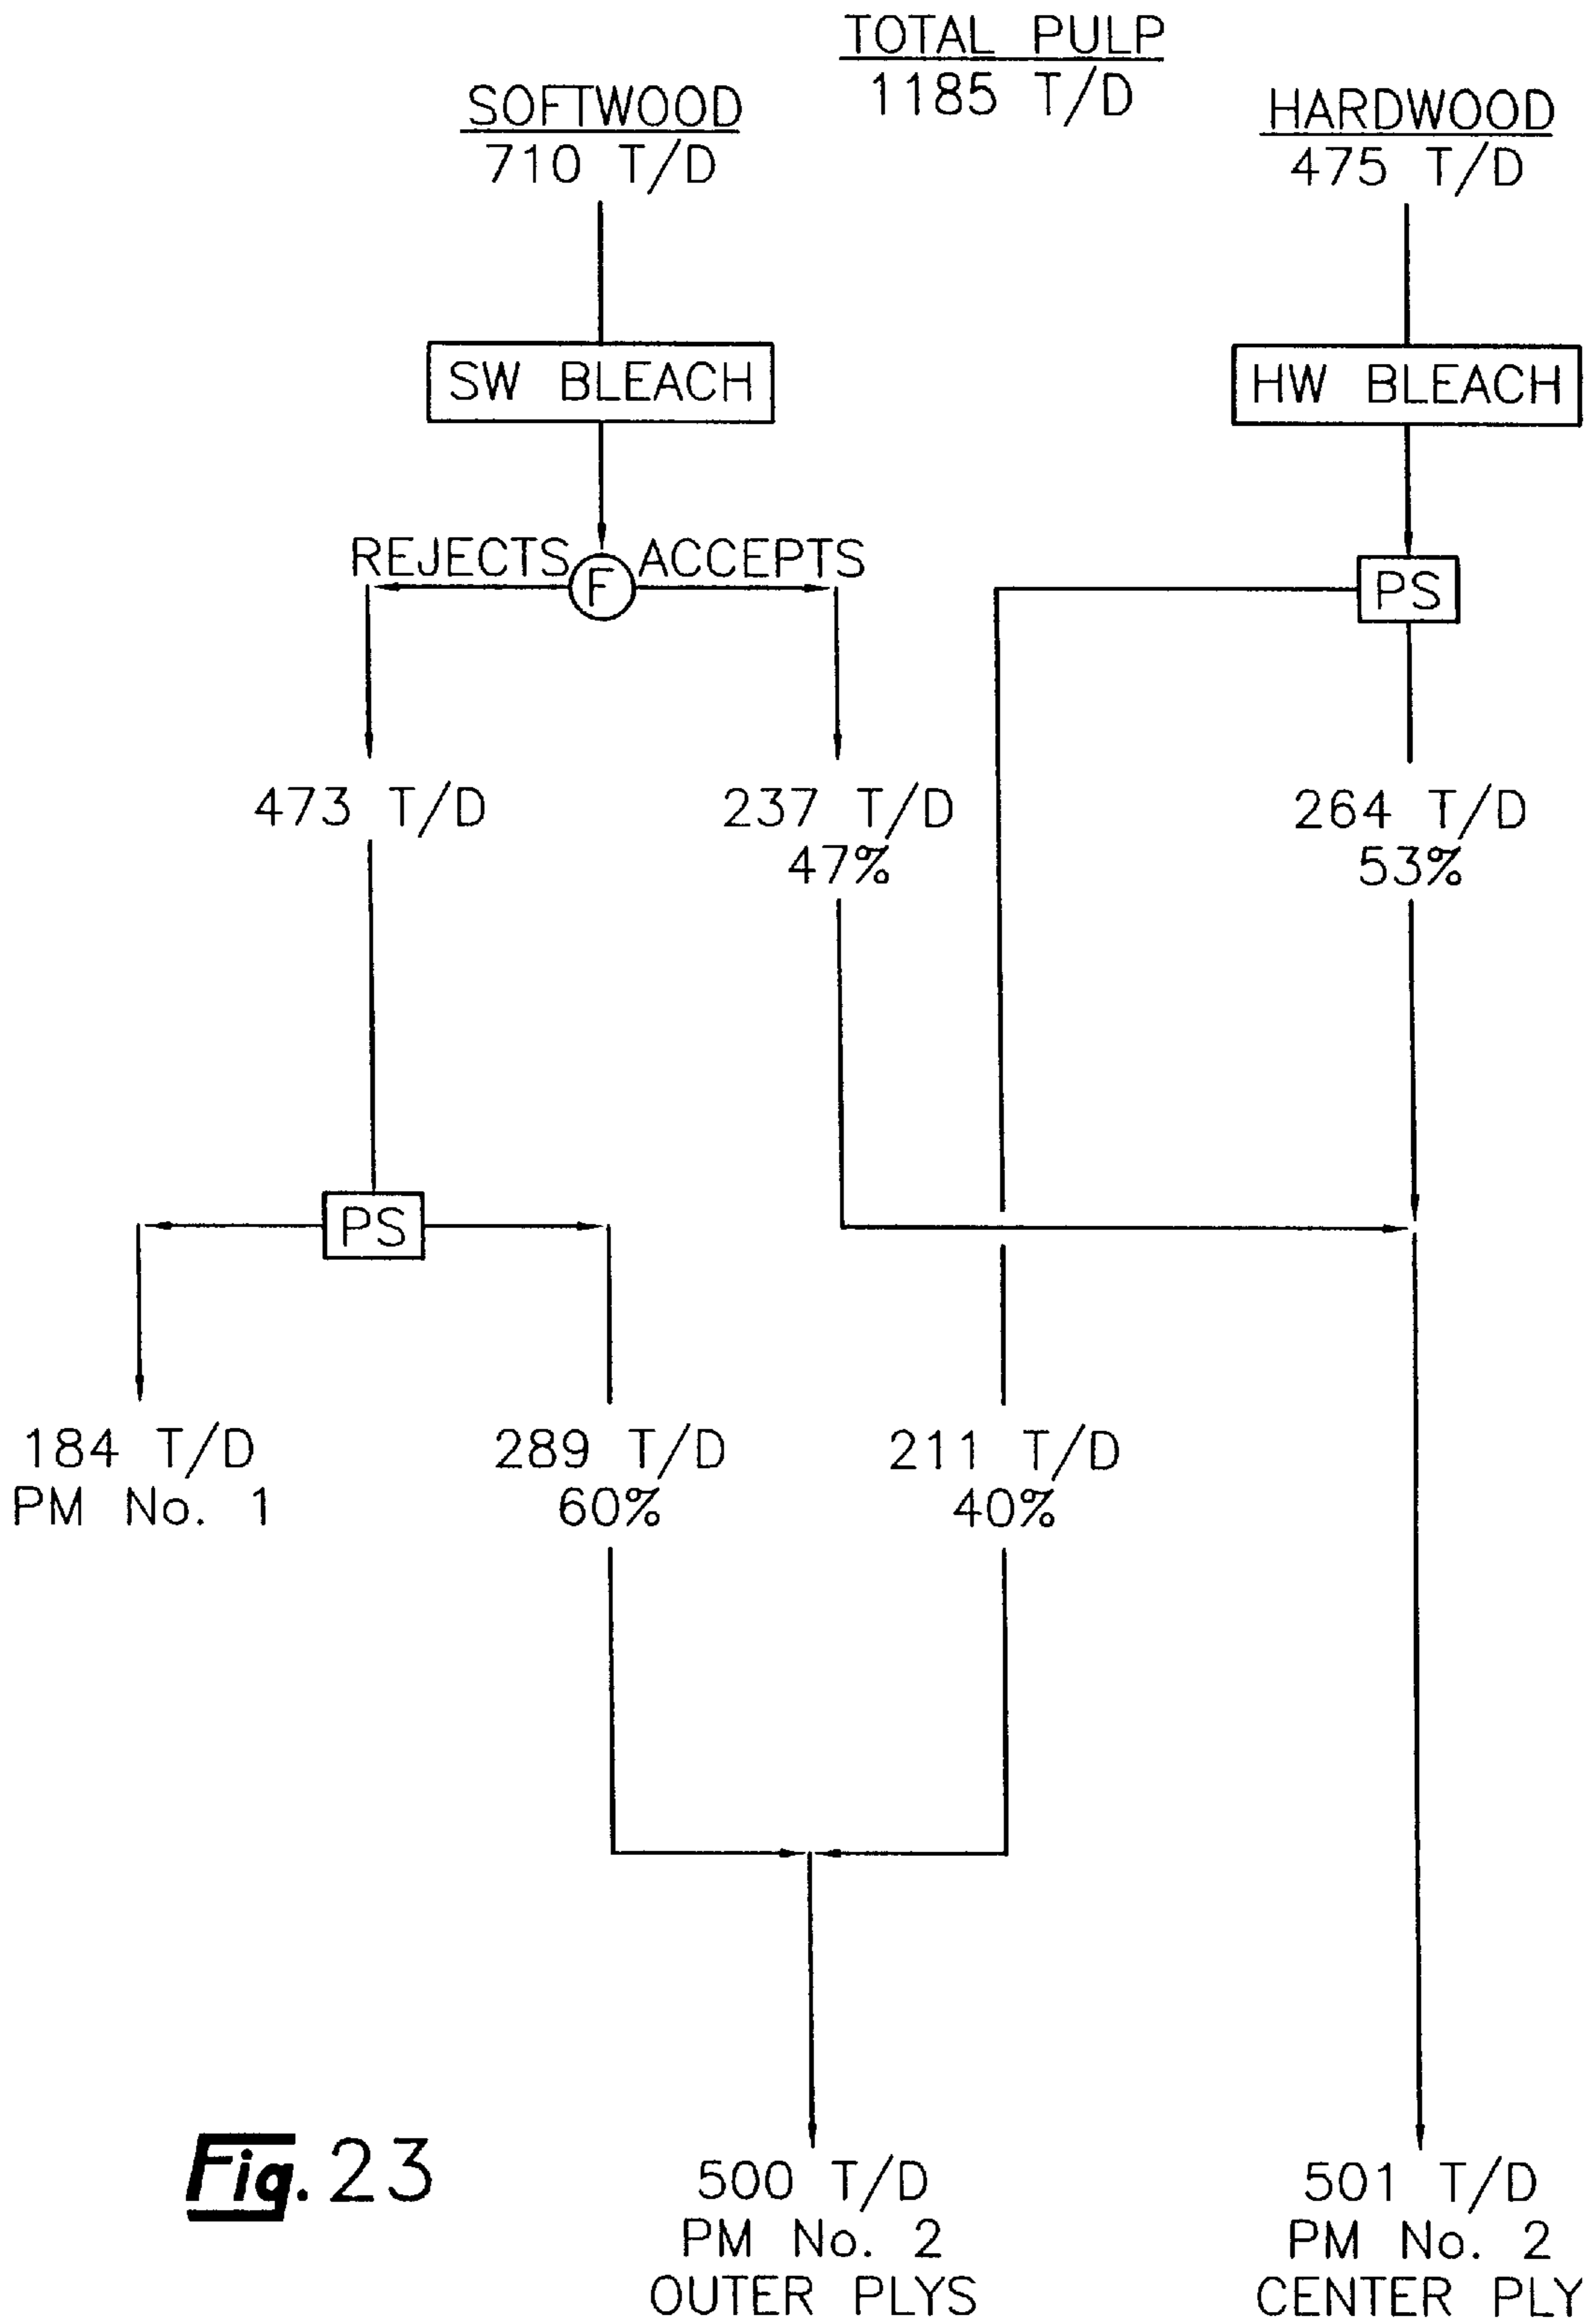 TOTAL PULP
1185 T/D
SOFTWOOD
710 T/D
HARDWOOD
475 T/D
SW BLEACH
HW BLEACH
REJECTS
F
ACCEPTS
PS
473 T/D
237 T/D
47%
264 T/D
53%
PS
184 T/D
PM No. 1
289 T/D
60%
211 T/D
40%
Fig. 23
500 T/D
PM No. 2
OUTER PLYS
501 T/D
PM No. 2
CENTER PLY